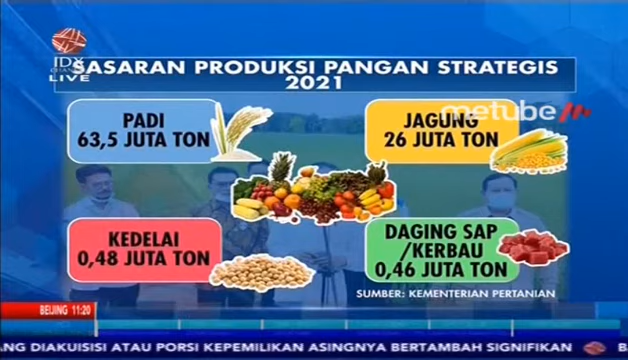 IDX
CHANNEL
LIVE
SASARAN PRODUKSI PANGAN STRATEGIS
2021
metube
PADI
63,5 JUTA TON
JAGUNG
26 JUTA TON
KEDELAI
0,48 JUTA TON
DAGING SAP
/KERBAU
0,46 JUTA TON
SUMBER: KEMENTERIAN PERTANIAN
BEIJING 11:20
ANG DIAKUISISI ATAU PORSI KEPEMILIKAN ASINGNYA BERTAMBAH SIGNIFIKAN
BAMBAH